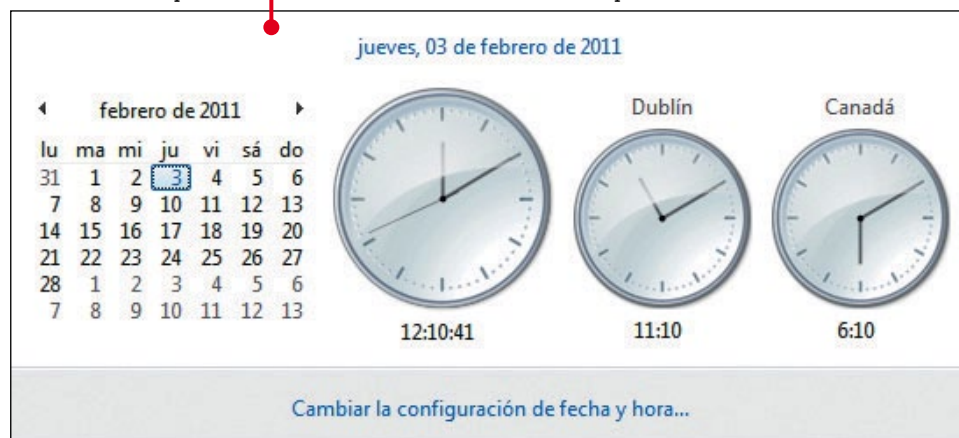 jueves, 03 de febrero de 2011
febrero de 2011
lu ma mi ju vi sá do
31 1 2 3 4 5 6
7 8 9 10 11 12 13
14 15 16 17 18 19 20
21 22 23 24 25 26 27
28 1 2 3 4 5 6
7 8 9 10 11 12 13
12:10:41
Dublín
11:10
Canadá
6:10
Cambiar la configuración de fecha y hora...